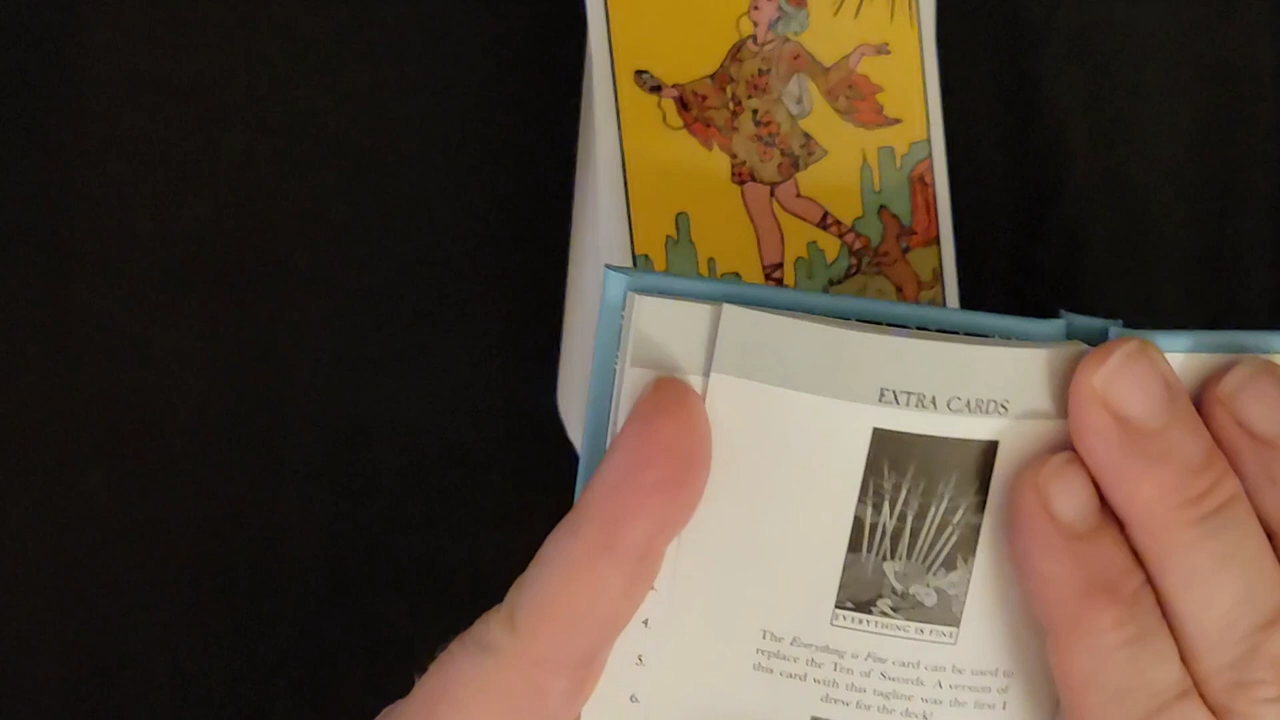 EXTRA CARDS
EVERYTHING IS FINE
The Everything is Fine card can be used to
replace the Ten of Swords. A version of
this card with this tagline was the first I
drew for the deck!
4.
5.
6.